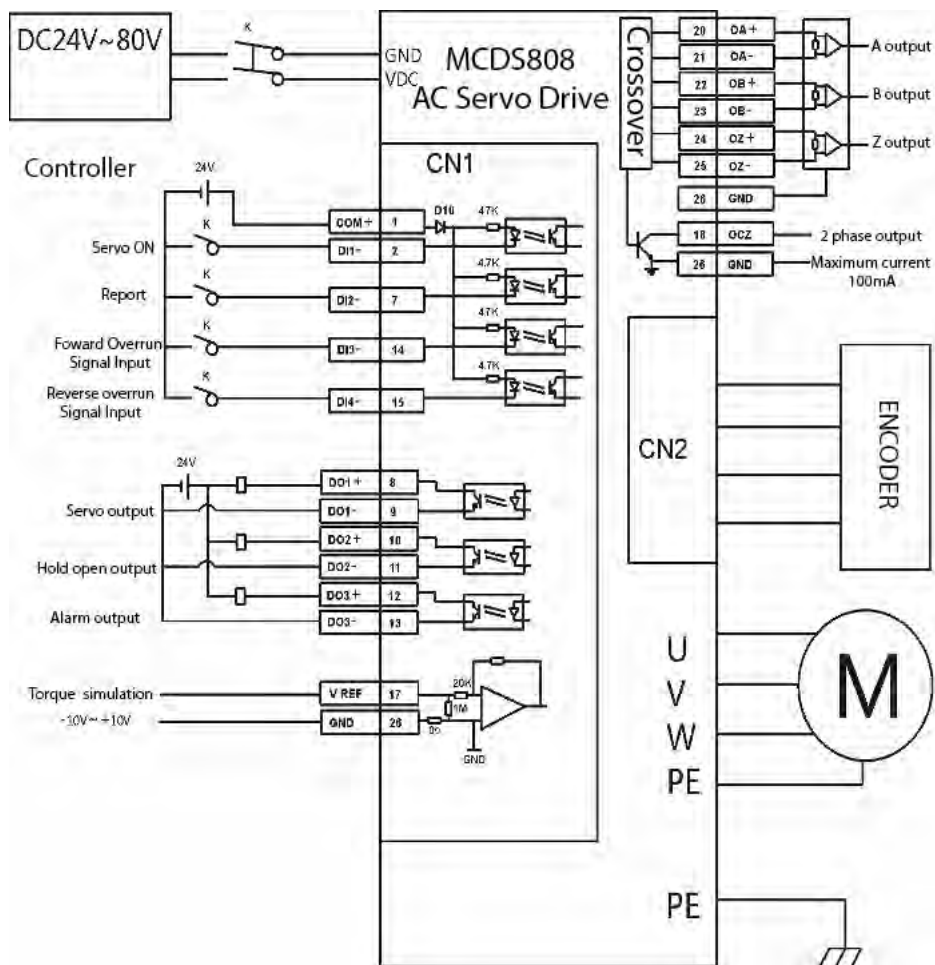 DC24V~80V
K
GND
VDC
MCDS808
AC Servo Drive
Crossover
20 OA+
21 OA-
22 OB+
23 OB-
24 OZ+
25 OZ-
26 GND
18 OCZ
26 GND
A output
B output
Z output
2 phase output
Maximum current
100mA
Controller
24V
CN1
COM+ 1
D16
47K
K
Servo ON
DI1- 2
4.7K
K
Report
DI2- 7
4.7K
K
Foward Overrun
Signal Input
DI3- 14
4.7K
K
Reverse overrun
Signal Input
DI4- 15
24V
DO1+ 8
Servo output
DO1- 9
DO2+ 10
Hold open output
DO2- 11
DO3+ 12
Alarm output
DO3- 13
Torque simulation
V REF 17
20K
1M
-10V~+10V
GND 26
GND
CN2
ENCODER
U
V
W
PE
M
PE